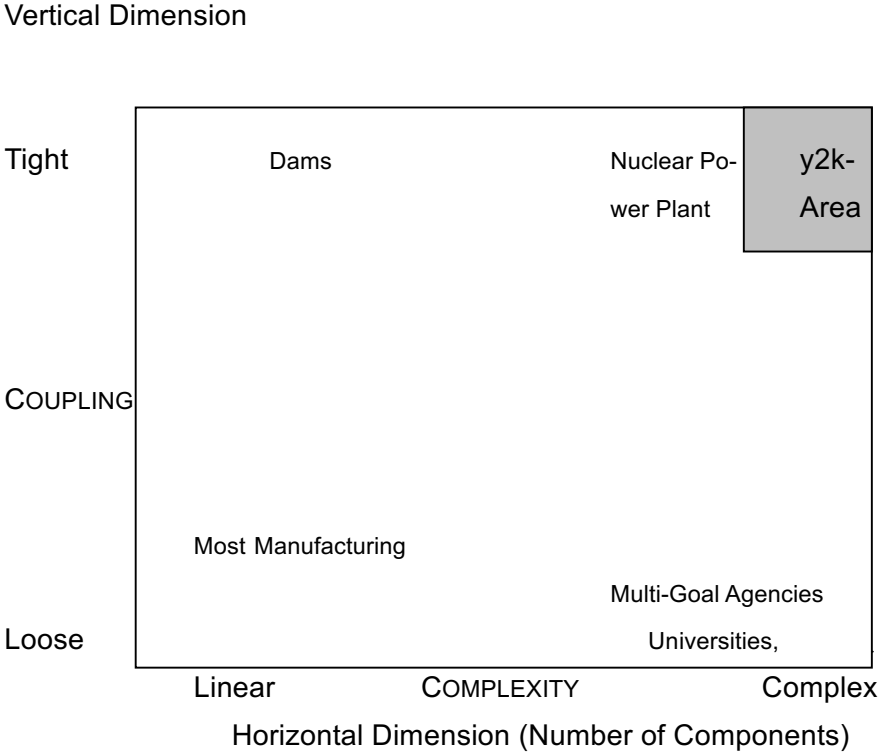 Vertical Dimension
Tight Dams Nuclear Po- y2k-
wer Plant Area
COUPLING
Most Manufacturing
Multi-Goal Agencies
Loose Universities,
Linear COMPLEXITY Complex
Horizontal Dimension (Number of Components)